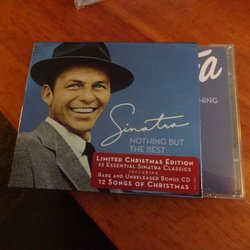 Sinatra
NOTHING BUT
THE BEST
LIMITED CHRISTMAS EDITION
22 ESSENTIAL SINATRA CLASSICS
INCLUDING
RARE AND UNRELEASED BONUS CD
12 SONGS OF CHRISTMAS